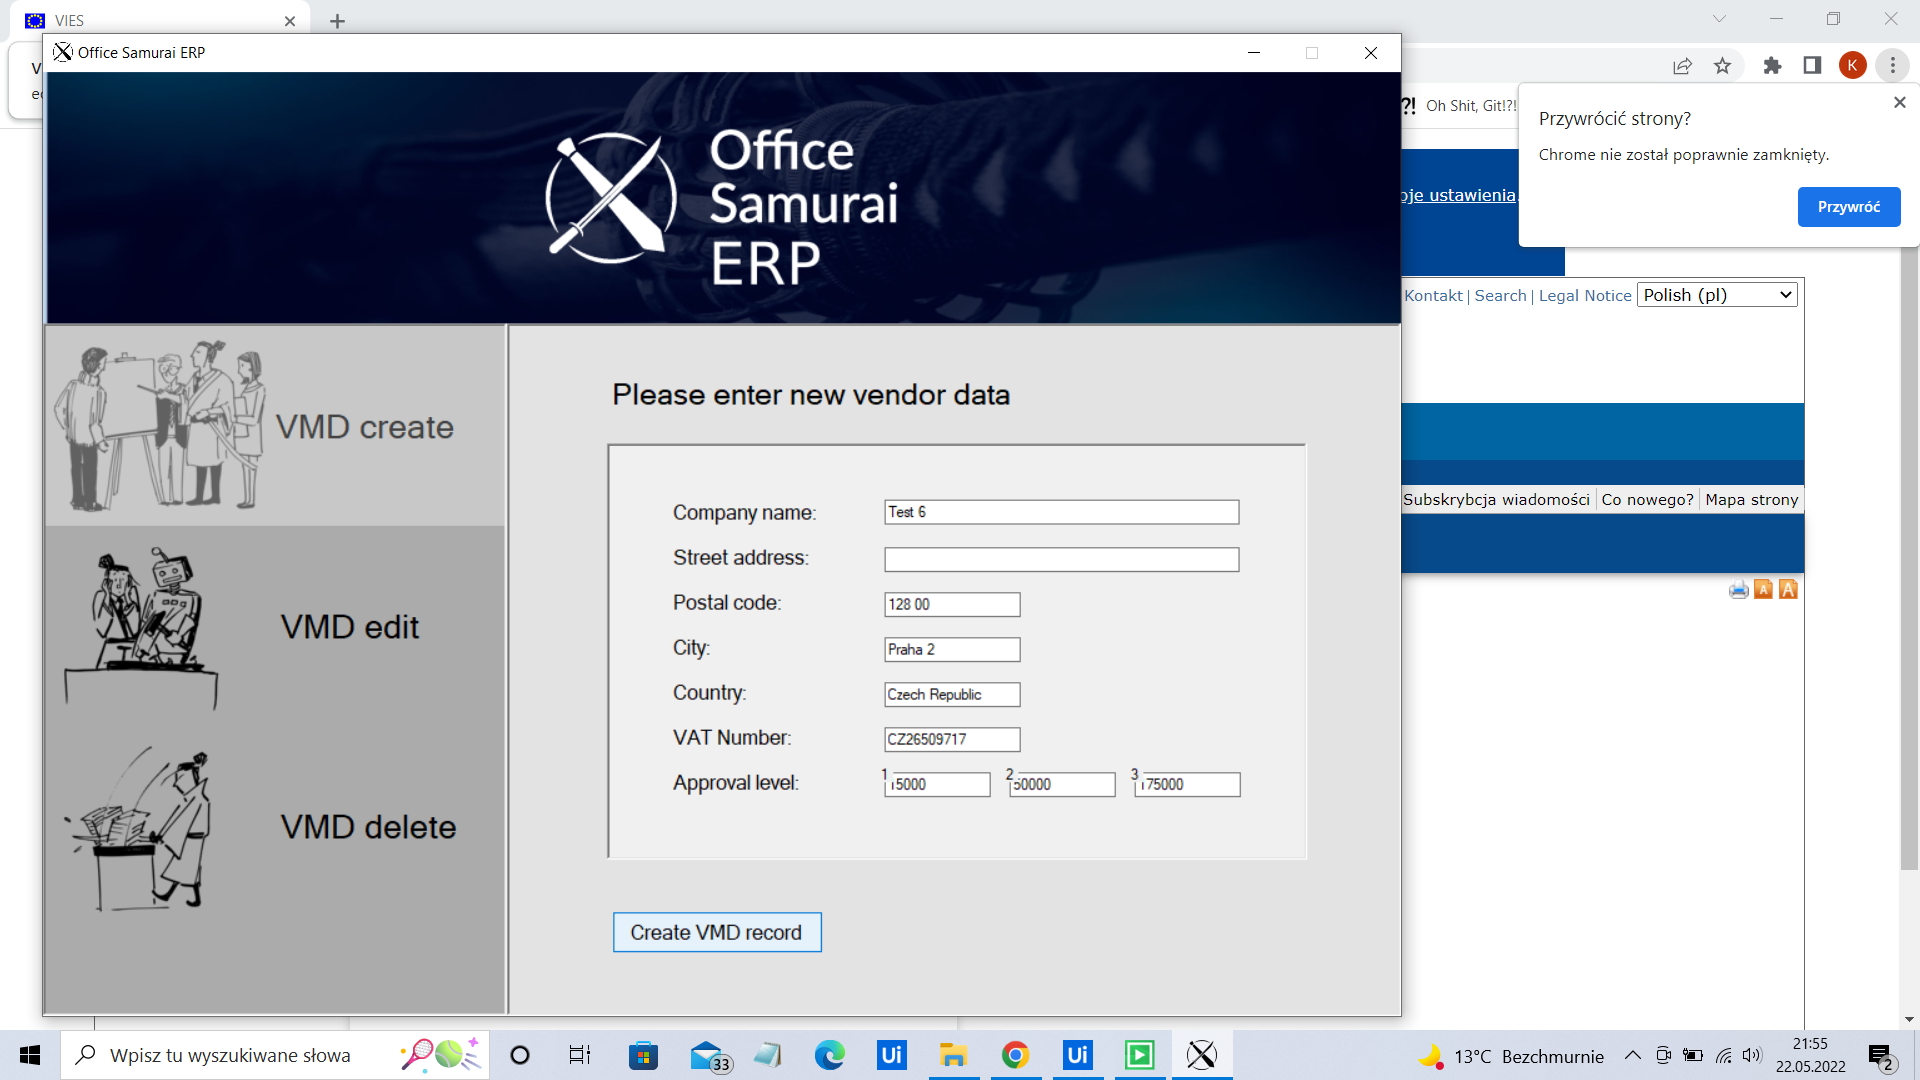 VIES
Office Samurai ERP
V
?! Oh Shit, Git!?!
Przywrócić strony?
Chrome nie został poprawnie zamknięty.
Przywróć
K
Office
Samurai
ERP
oje ustawienia
Kontakt | Search | Legal Notice Polish (pl)
Subskrybcja wiadomości Co nowego? Mapa strony
A A
VMD create
VMD edit
VMD delete
Please enter new vendor data
Company name: Test 6
Street address:
Postal code: 128 00
City: Praha 2
Country: Czech Republic
VAT Number: CZ26509717
Approval level: 1 15000 2 50000 3 175000
Create VMD record
Wpisz tu wyszukiwane słowa
33
Ui
Ui
13°C Bezchmurnie
21:55
22.05.2022
2